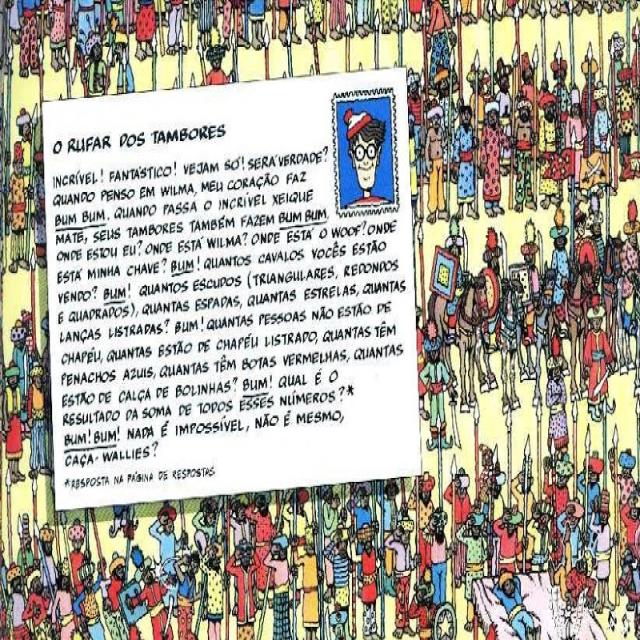 O RUFAR DOS TAMBORES
INCRÍVEL! FANTÁSTICO! VEJAM SÓ! SERÁ VERDADE?
QUANDO PENSO EM WILMA, MEU CORAÇÃO FAZ
BUM BUM. QUANDO PASSA O INCRÍVEL XEIQUE
MATE, SEUS TAMBORES TAMBÉM FAZEM BUM BUM.
ONDE ESTOU EU? ONDE ESTÁ WILMA? ONDE ESTÁ O WOOF? ONDE
ESTÁ MINHA CHAVE? BUM! QUANTOS CAVALOS VOCÊS ESTÃO
VENDO? BUM! QUANTOS ESCUDOS (TRIANGULARES, REDONDOS
E QUADRADOS), QUANTAS ESPADAS, QUANTAS ESTRELAS, QUANTAS
LANÇAS LISTRADAS? BUM! QUANTAS PESSOAS NÃO ESTÃO DE
CHAPÉU, QUANTAS ESTÃO DE CHAPÉU LISTRADO, QUANTAS TÊM
PENACHOS AZUIS, QUANTAS TÊM BOTAS VERMELHAS, QUANTAS
ESTÃO DE CALÇA DE BOLINHAS? BUM! QUAL É O
RESULTADO DA SOMA DE TODOS ESSES NÚMEROS?*
BUM! BUM! NADA É IMPOSSÍVEL, NÃO É MESMO,
CAÇA-WALLIES?
*RESPOSTA NA PÁGINA DE RESPOSTAS